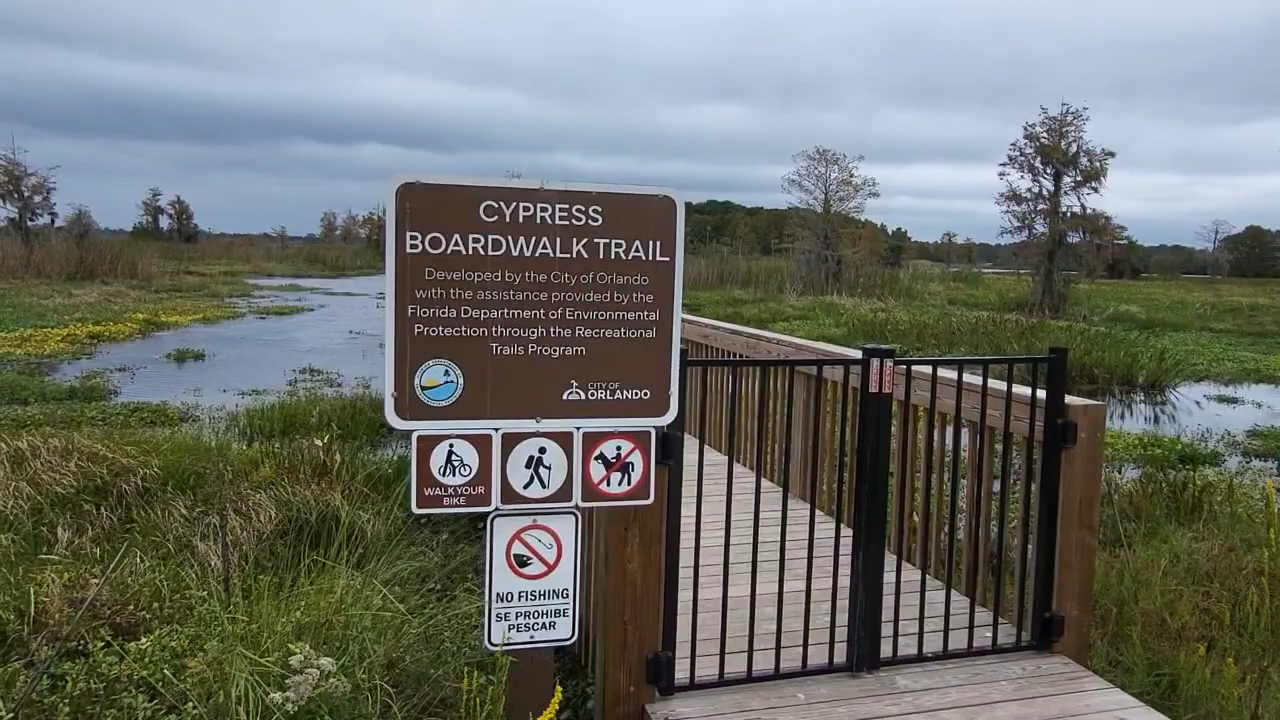 CYPRESS
BOARDWALK TRAIL
Developed by the City of Orlando
with the assistance provided by the
Florida Department of Environmental
Protection through the Recreational
Trails Program
CITY OF
ORLANDO
WALK YOUR
BIKE
NO FISHING
SE PROHIBE
PESCAR